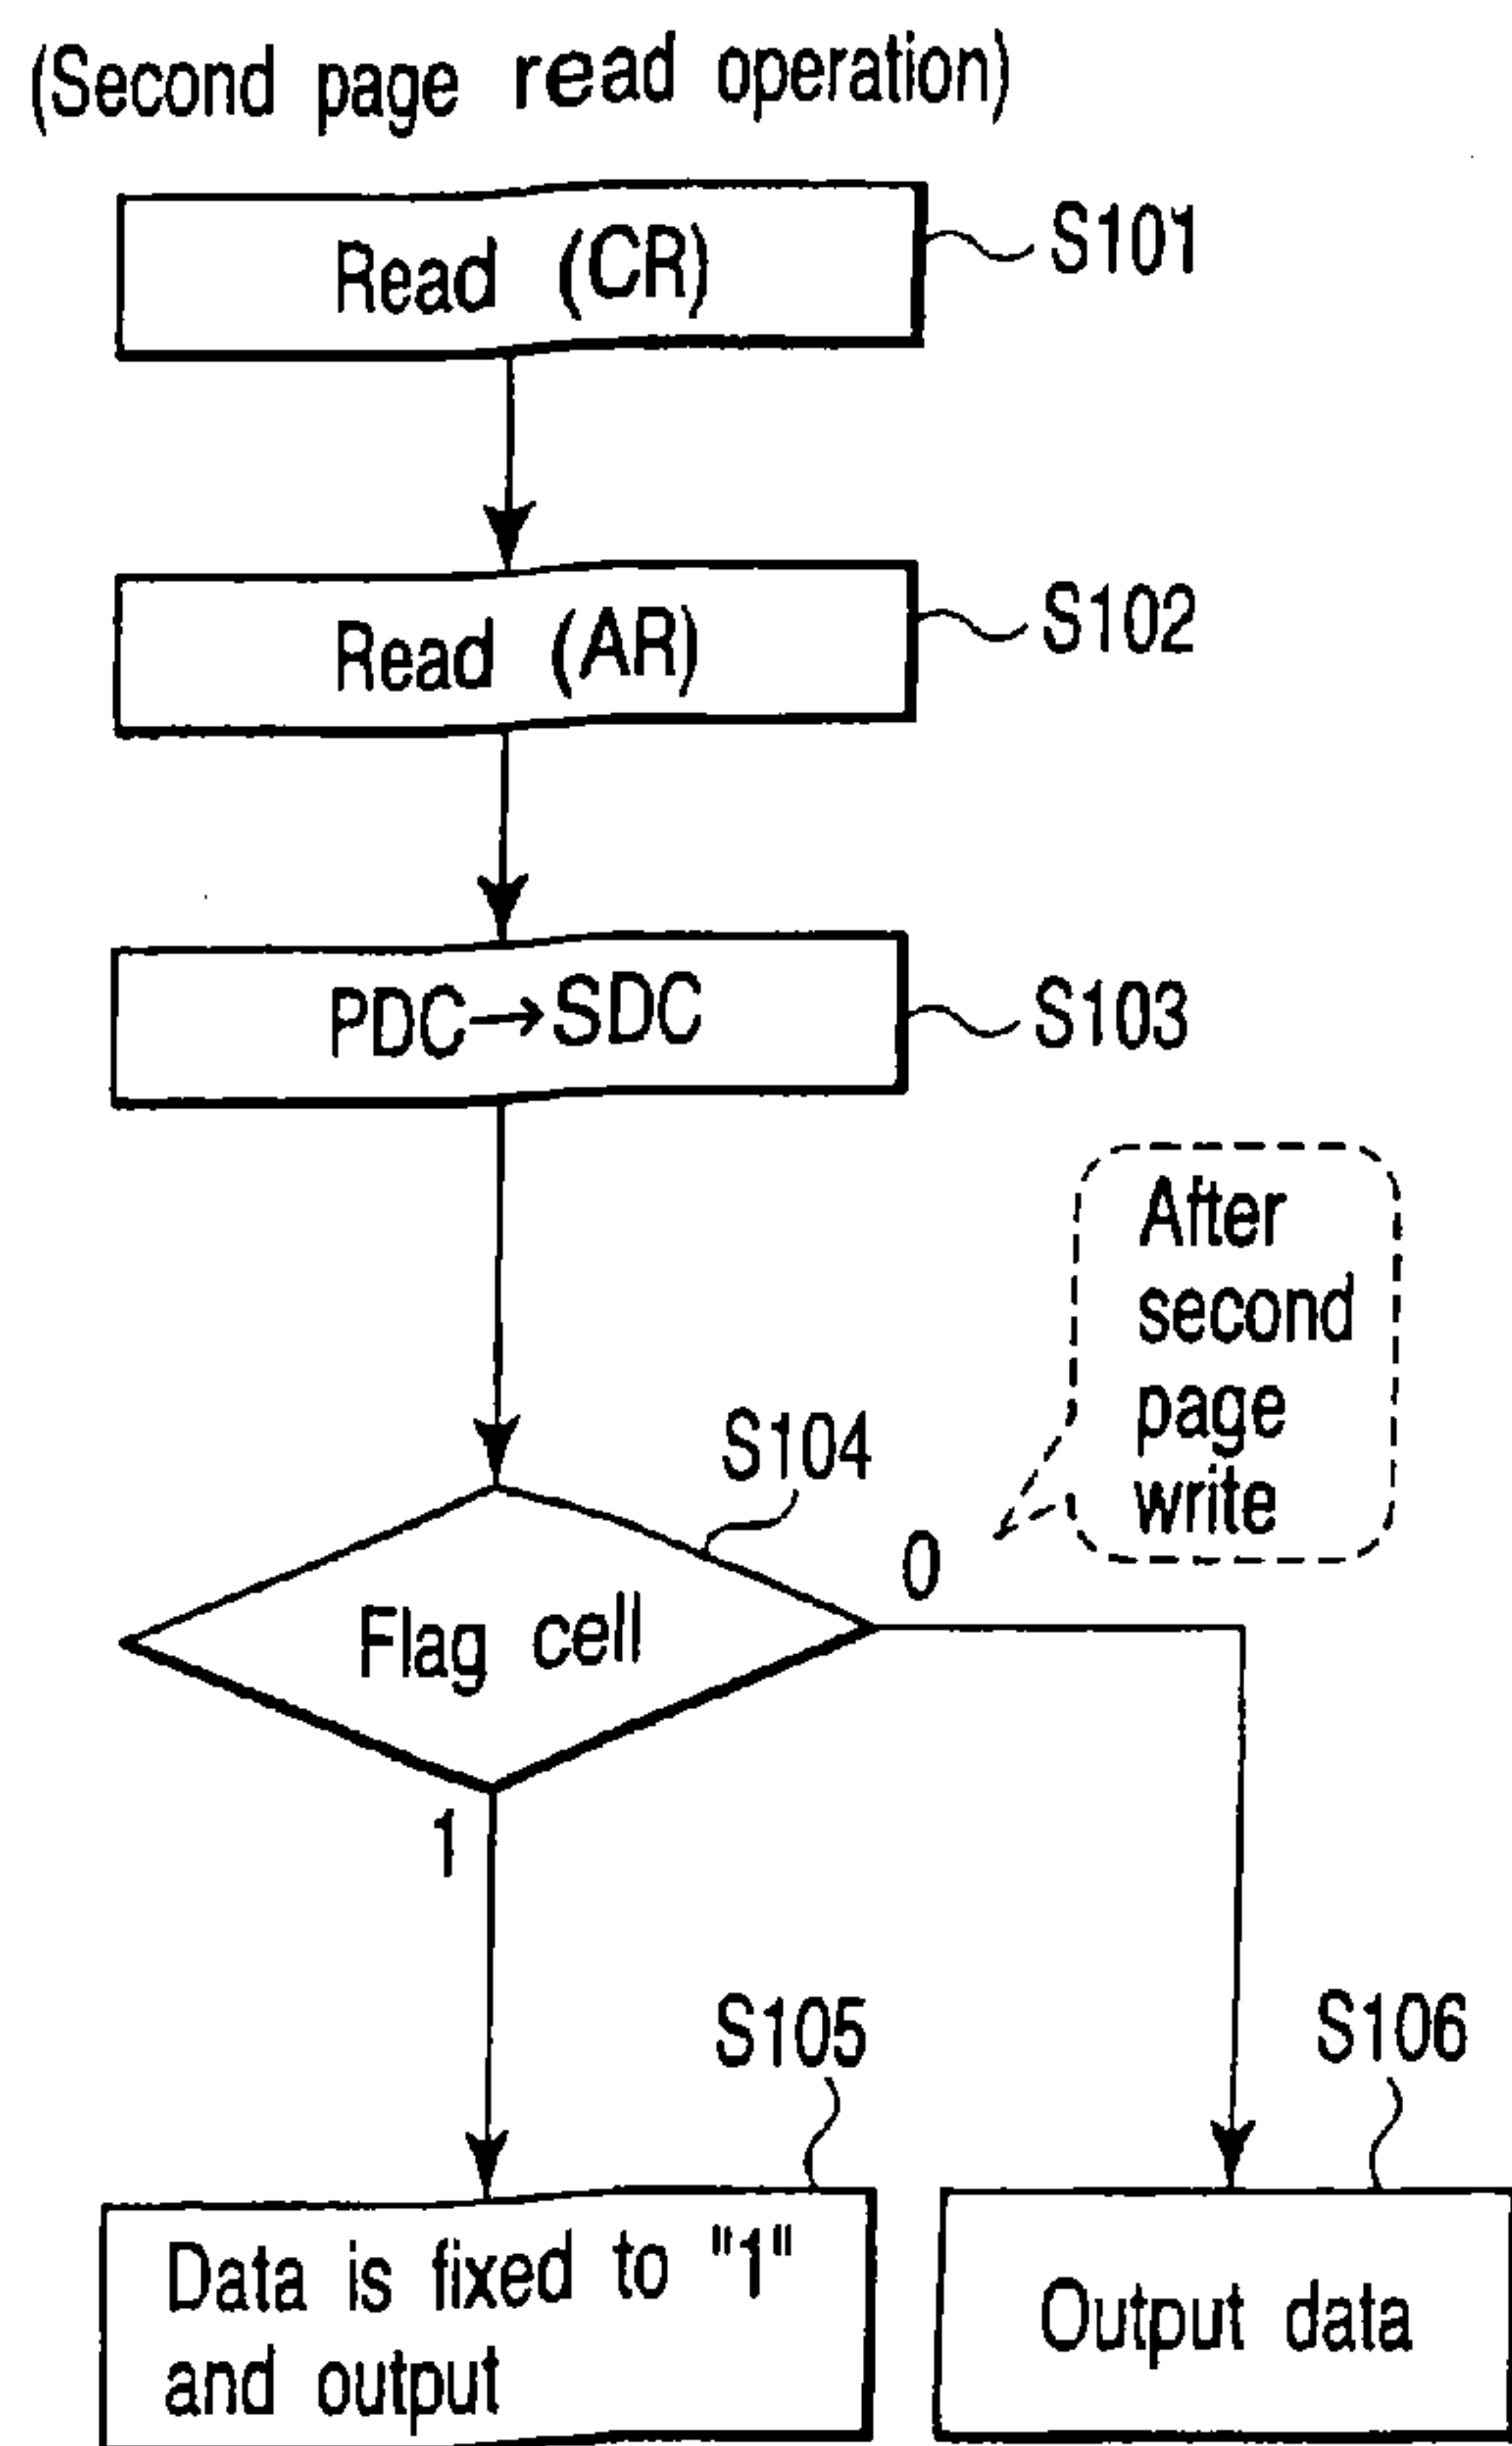 (Second page read operation)
Read (CR)
S101
Read (AR)
S102
PDC→SDC
S103
After
second
page
write
S104
0
Flag cell
1
S105
S106
Data is fixed to "1"
and output
Output data